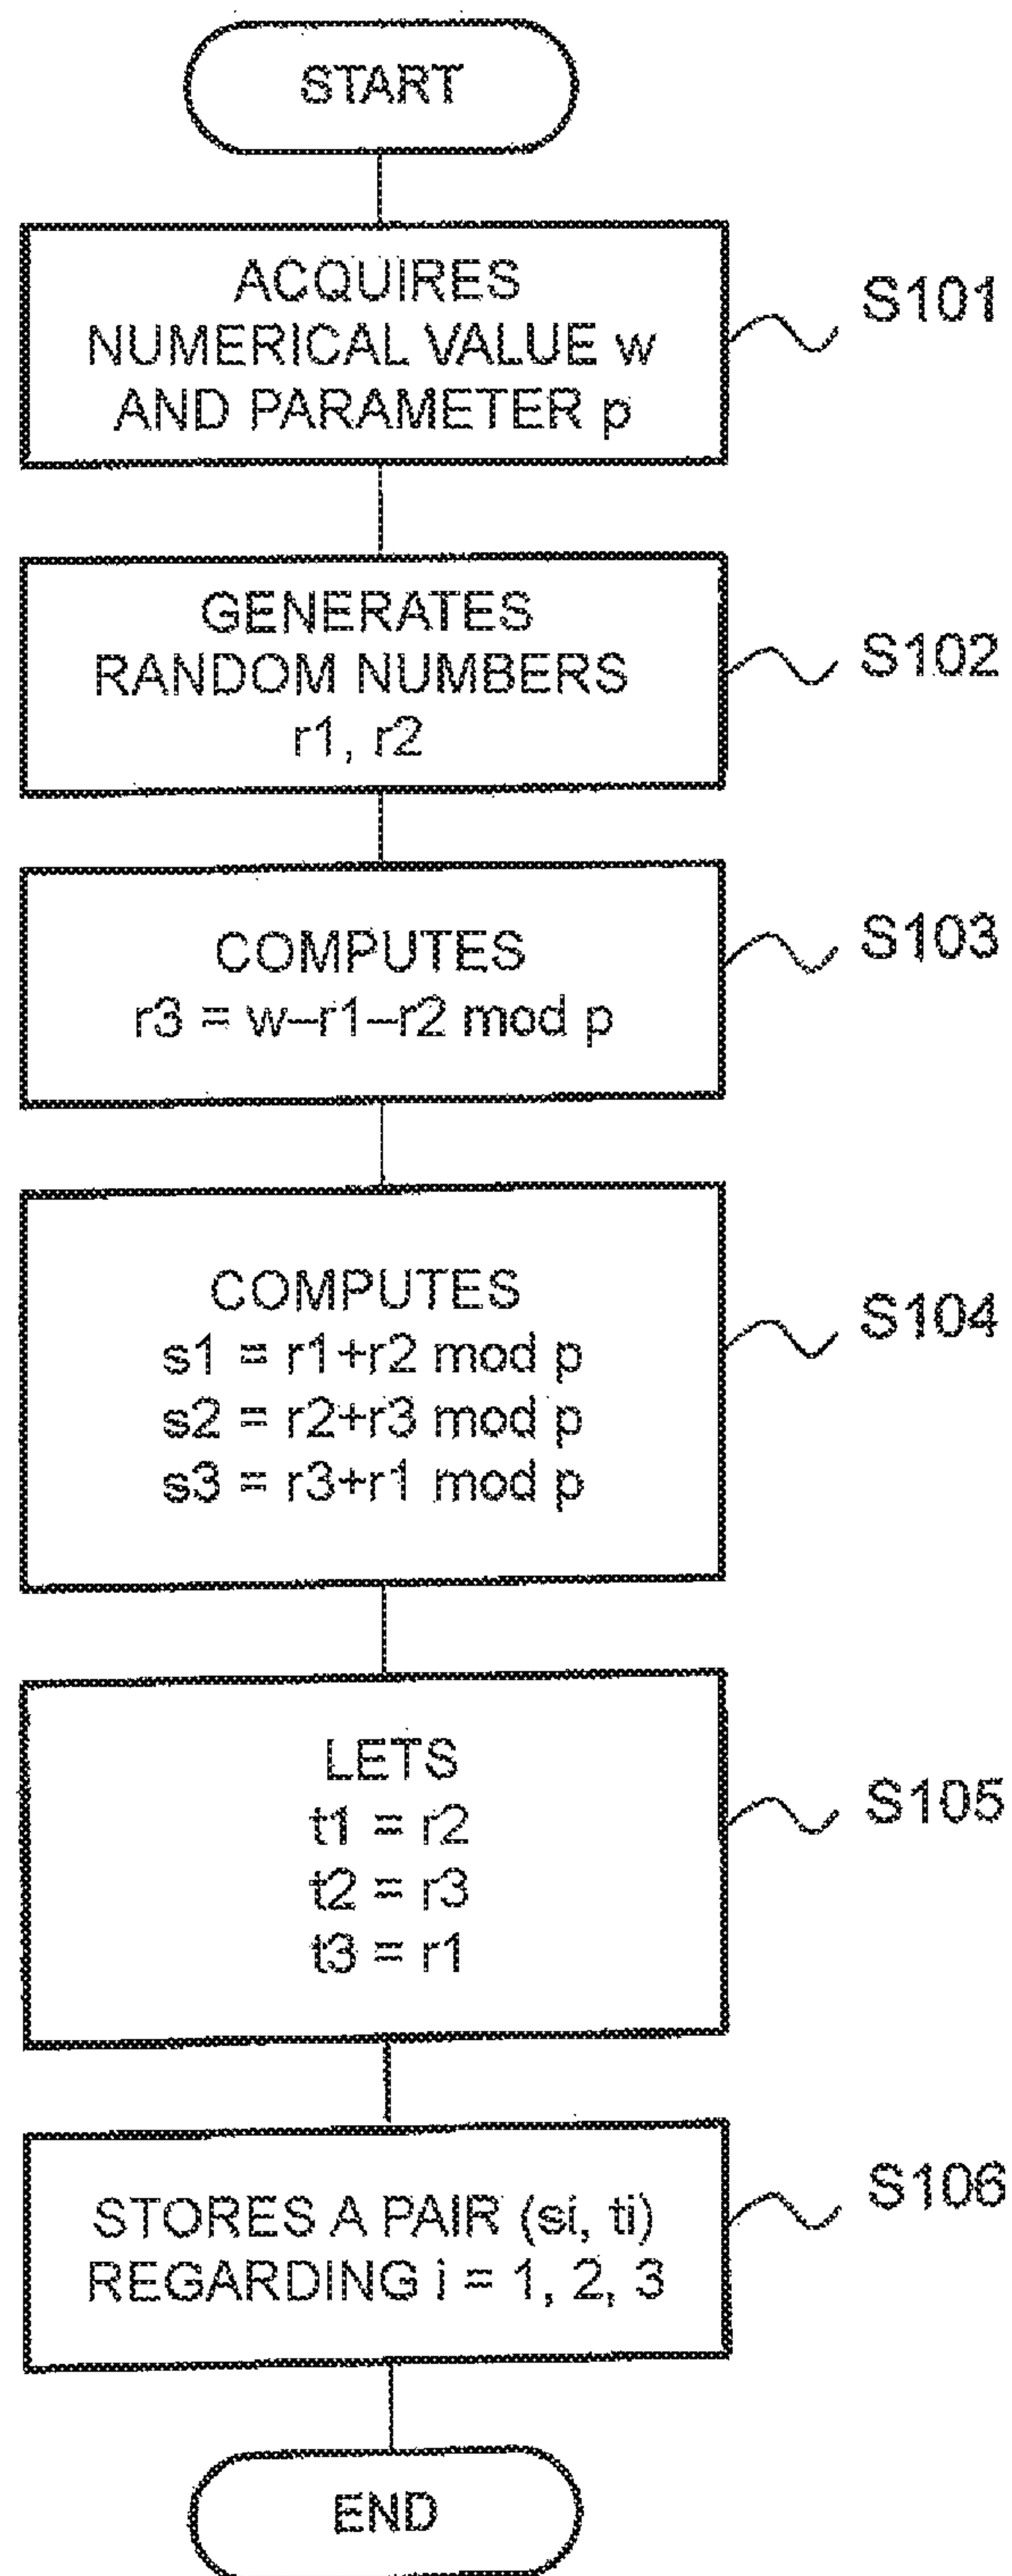 START
ACQUIRES
NUMERICAL VALUE w
AND PARAMETER p
S101
GENERATES
RANDOM NUMBERS
r1, r2
S102
COMPUTES
r3 = w–r1–r2 mod p
S103
COMPUTES
s1 = r1+r2 mod p
s2 = r2+r3 mod p
s3 = r3+r1 mod p
S104
LETS
t1 = r2
t2 = r3
t3 = r1
S105
STORES A PAIR (si, ti)
REGARDING i = 1, 2, 3
S106
END